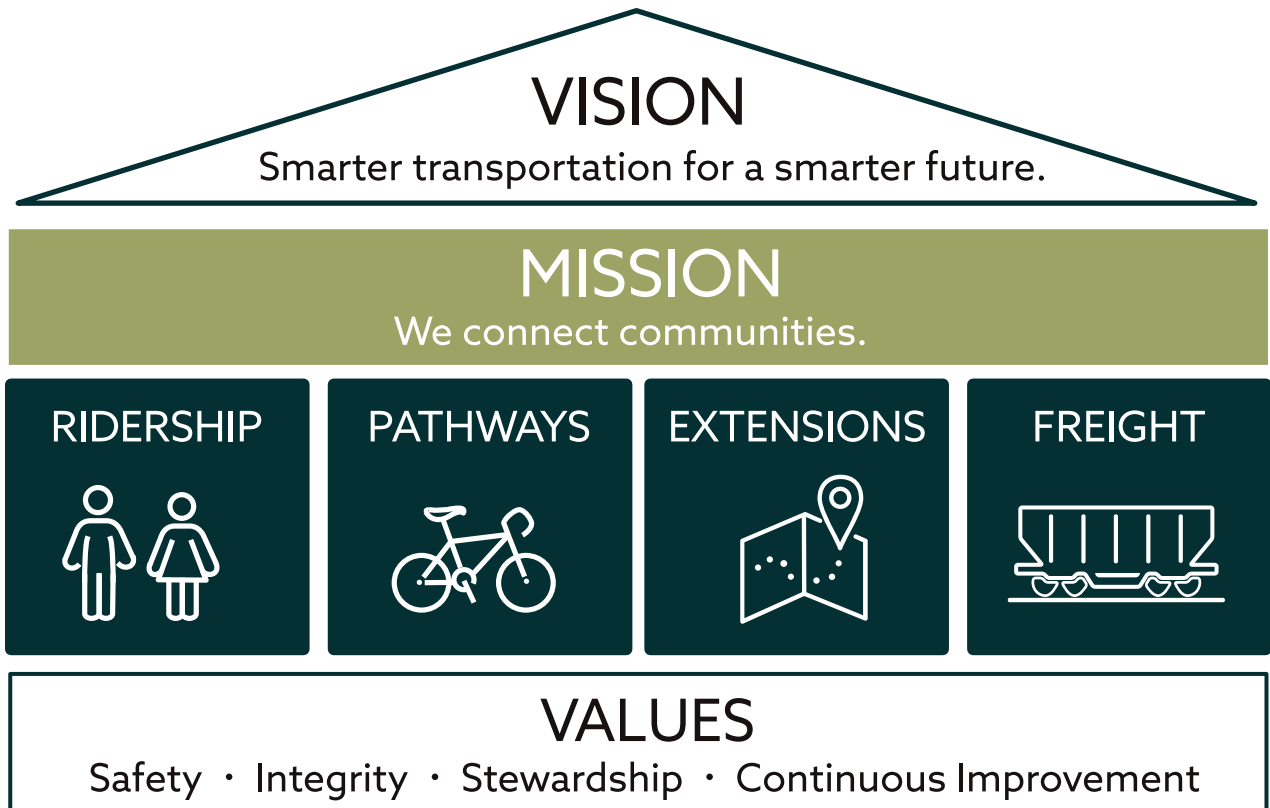 VISION
Smarter transportation for a smarter future.
MISSION
We connect communities.
RIDERSHIP
PATHWAYS
EXTENSIONS
FREIGHT
VALUES
Safety · Integrity · Stewardship · Continuous Improvement